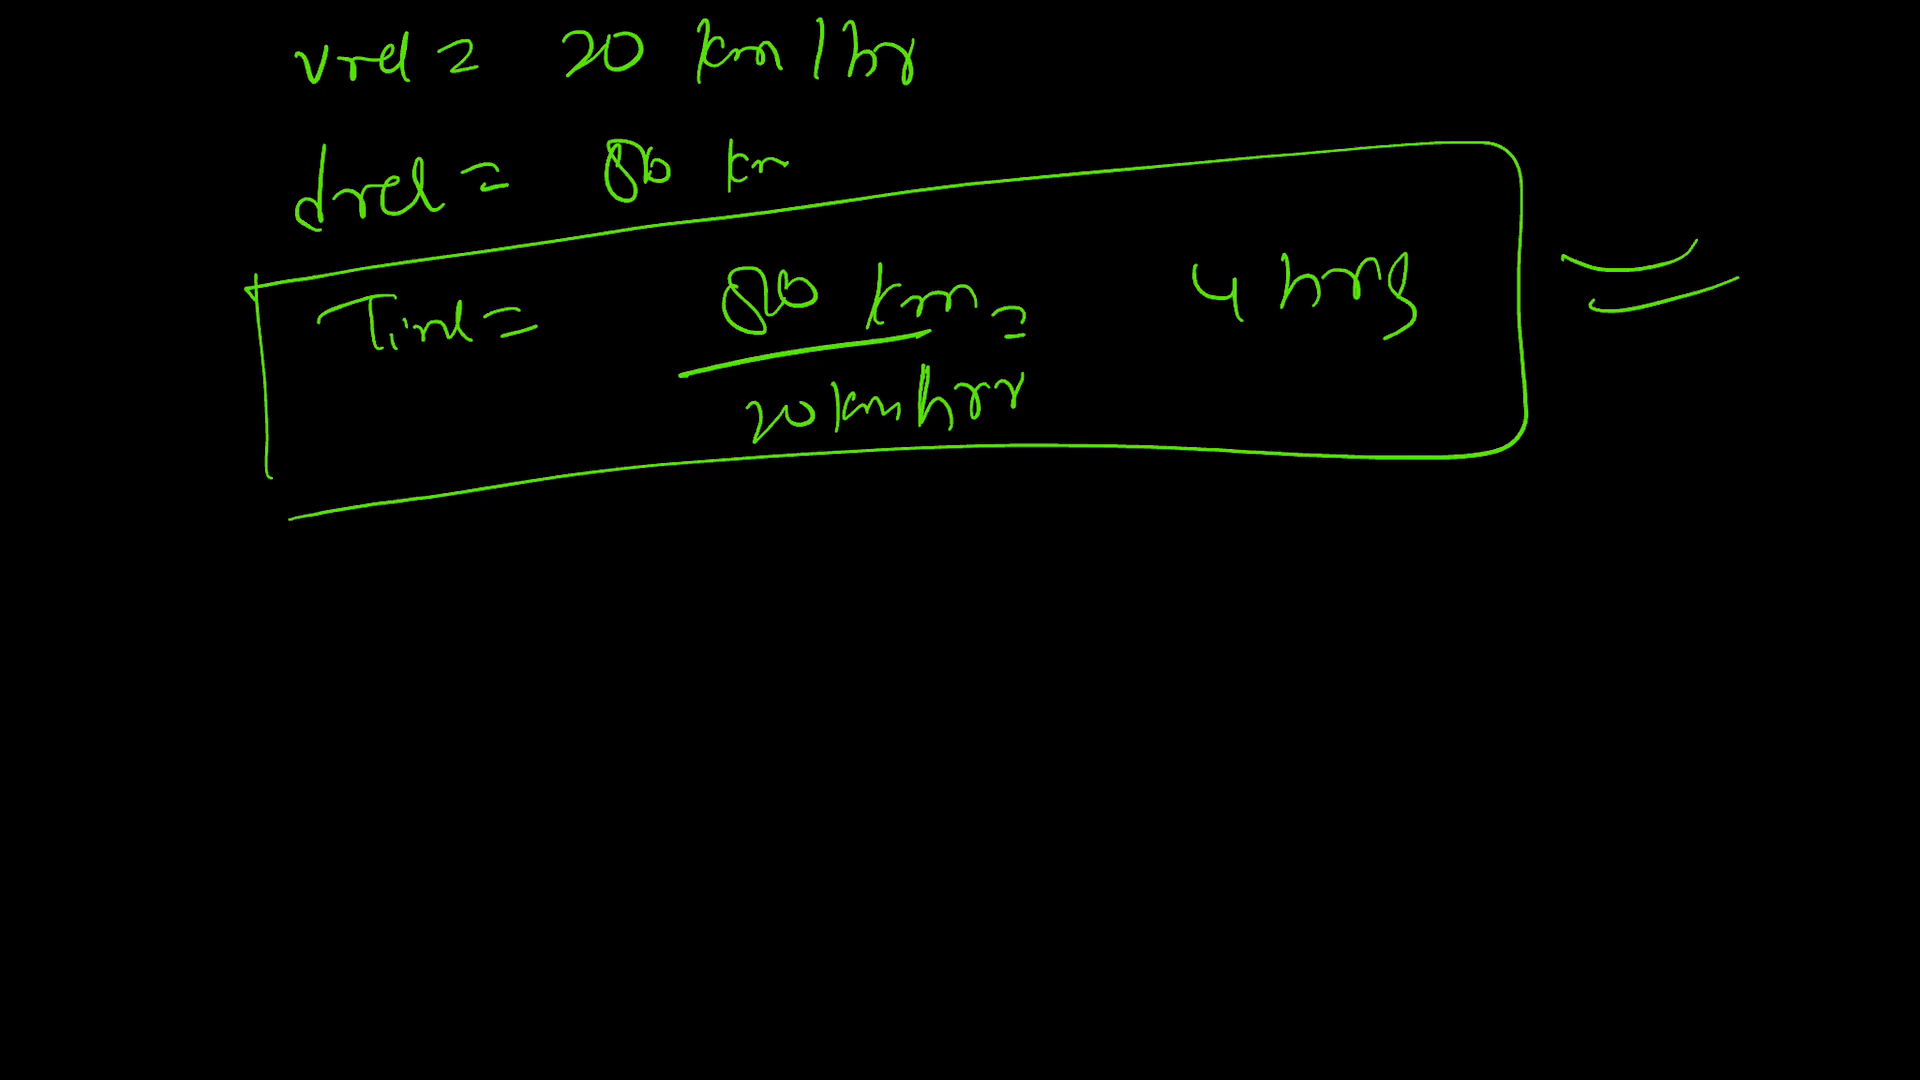 vrel = 20 km/hr
drel = 80 km
Time = 80 km = 4 hrs
20 km/hr